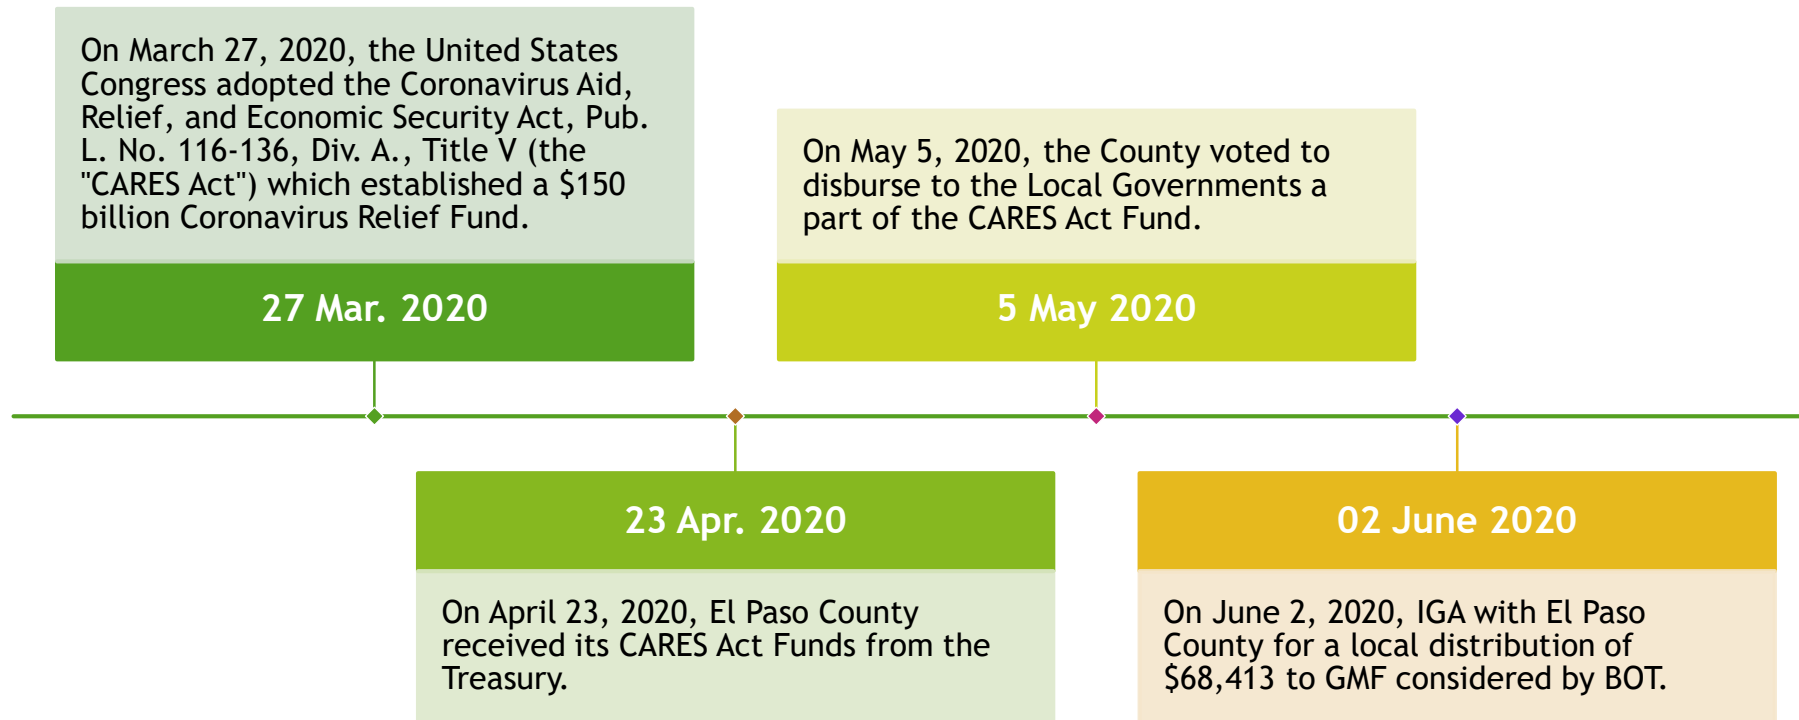 On March 27, 2020, the United States
Congress adopted the Coronavirus Aid,
Relief, and Economic Security Act, Pub.
L. No. 116-136, Div. A., Title V (the
"CARES Act") which established a $150
billion Coronavirus Relief Fund.
27 Mar. 2020
23 Apr. 2020
On April 23, 2020, El Paso County
received its CARES Act Funds from the
Treasury.
On May 5, 2020, the County voted to
disburse to the Local Governments a
part of the CARES Act Fund.
5 May 2020
02 June 2020
On June 2, 2020, IGA with El Paso
County for a local distribution of
$68,413 to GMF considered by BOT.